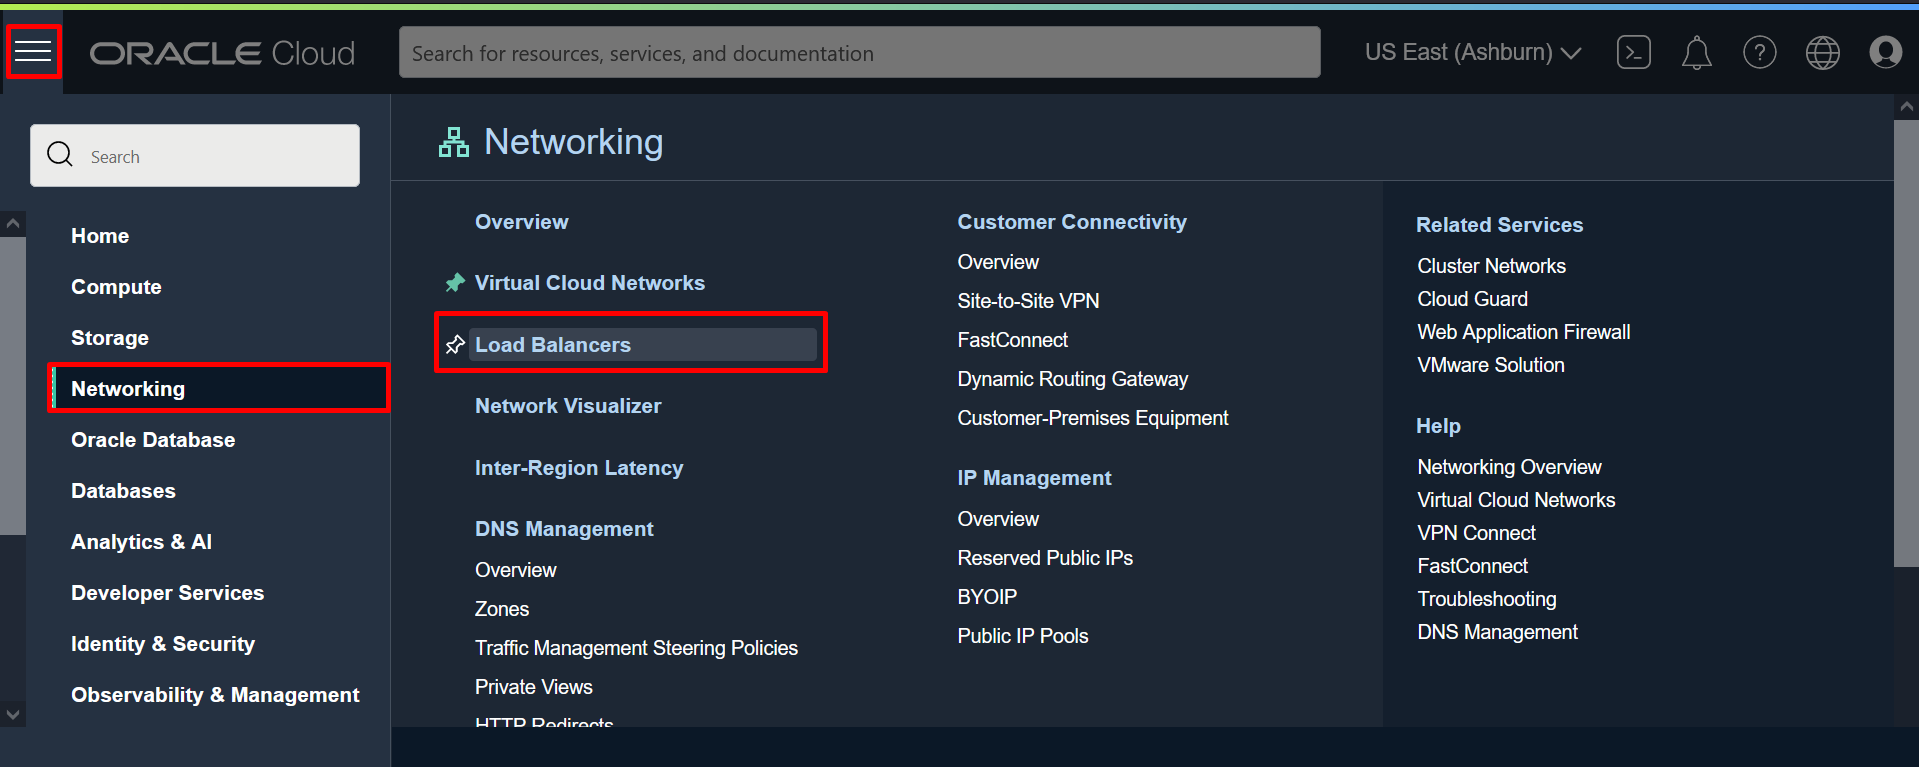 ORACLE Cloud
Search for resources, services, and documentation
US East (Ashburn)
Search
Home
Compute
Storage
Networking
Oracle Database
Databases
Analytics & AI
Developer Services
Identity & Security
Observability & Management
Networking
Overview
Virtual Cloud Networks
Load Balancers
Network Visualizer
Inter-Region Latency
DNS Management
Overview
Zones
Traffic Management Steering Policies
Private Views
HTTP Redirects
Customer Connectivity
Overview
Site-to-Site VPN
FastConnect
Dynamic Routing Gateway
Customer-Premises Equipment
IP Management
Overview
Reserved Public IPs
BYOIP
Public IP Pools
Related Services
Cluster Networks
Cloud Guard
Web Application Firewall
VMware Solution
Help
Networking Overview
Virtual Cloud Networks
VPN Connect
FastConnect
Troubleshooting
DNS Management